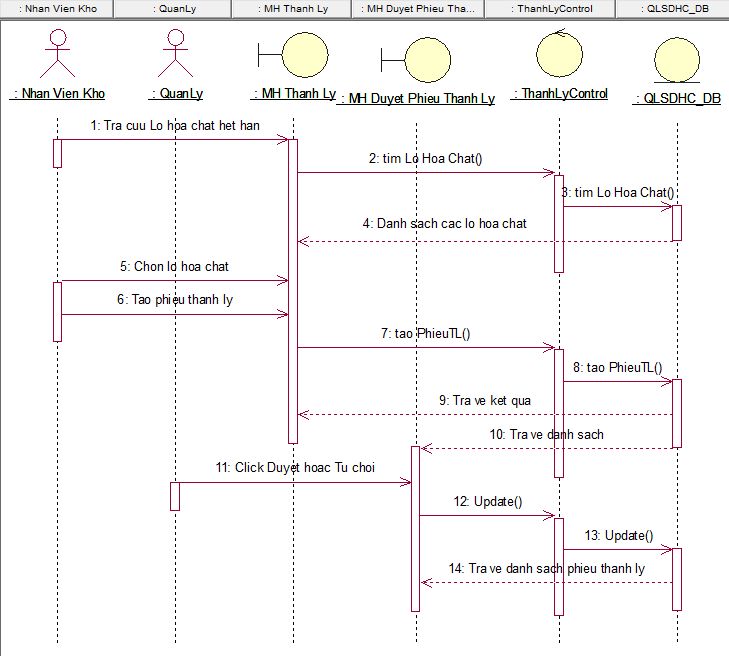 : Nhan Vien Kho
: QuanLy
: MH Thanh Ly
: MH Duyet Phieu Tha...
: ThanhLyControl
: QLSDHC_DB
: Nhan Vien Kho
: QuanLy
: MH Thanh Ly
: MH Duyet Phieu Thanh Ly
: ThanhLyControl
: QLSDHC_DB
1: Tra cuu Lo hoa chat het han
2: tim Lo Hoa Chat()
3: tim Lo Hoa Chat()
4: Danh sach cac lo hoa chat
5: Chon lo hoa chat
6: Tao phieu thanh ly
7: tao PhieuTL()
8: tao PhieuTL()
9: Tra ve ket qua
10: Tra ve danh sach
11: Click Duyet hoac Tu choi
12: Update()
13: Update()
14: Tra ve danh sach phieu thanh ly